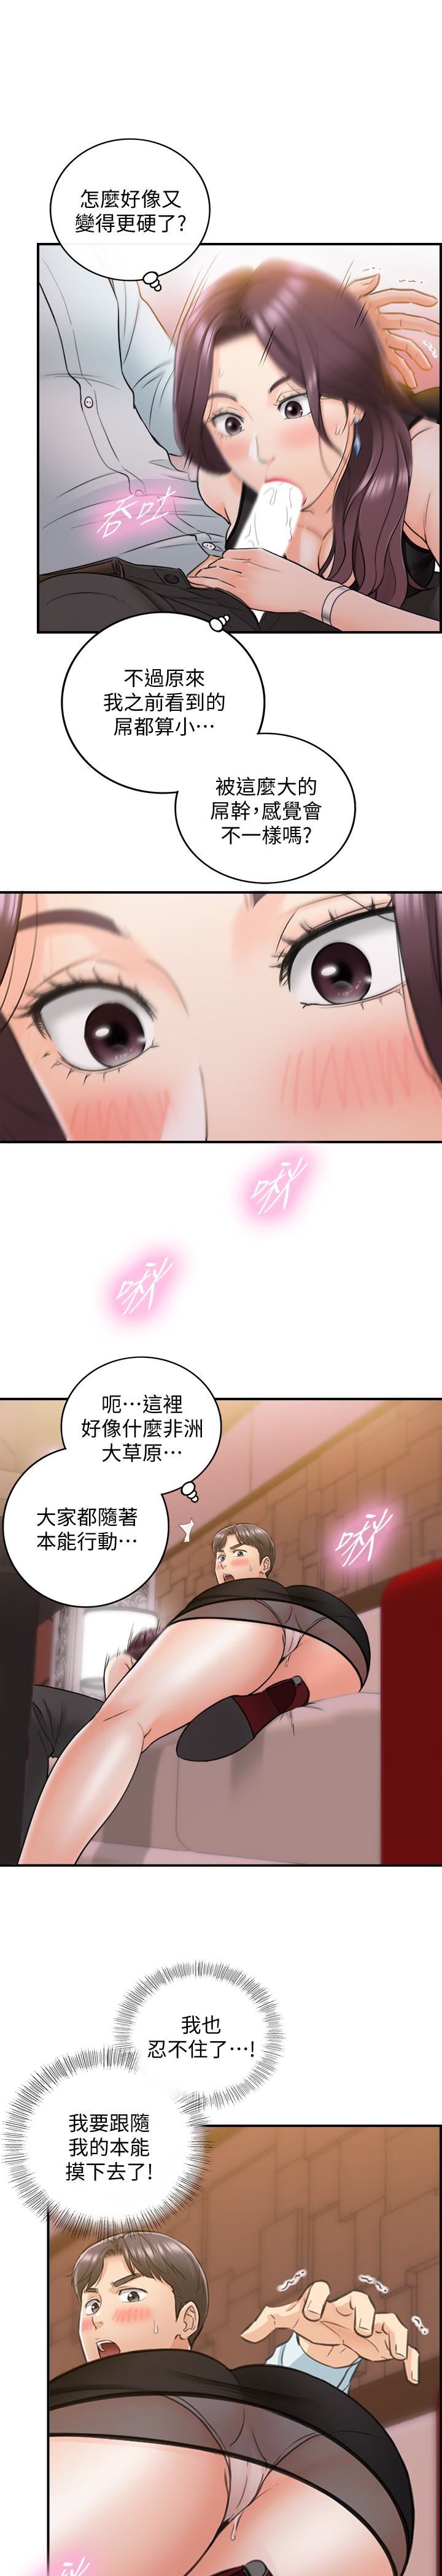 怎麼好像又
變得更硬了?
吞吐
不過原來
我之前看到的
屌都算小…
被這麼大的
屌幹,感覺會
不一樣嗎?
啾
啾
呃…這裡
好像什麼非洲
大草原…
大家都隨著
本能行動…
啾
我也
忍不住了…!
我要跟隨
我的本能
摸下去了!